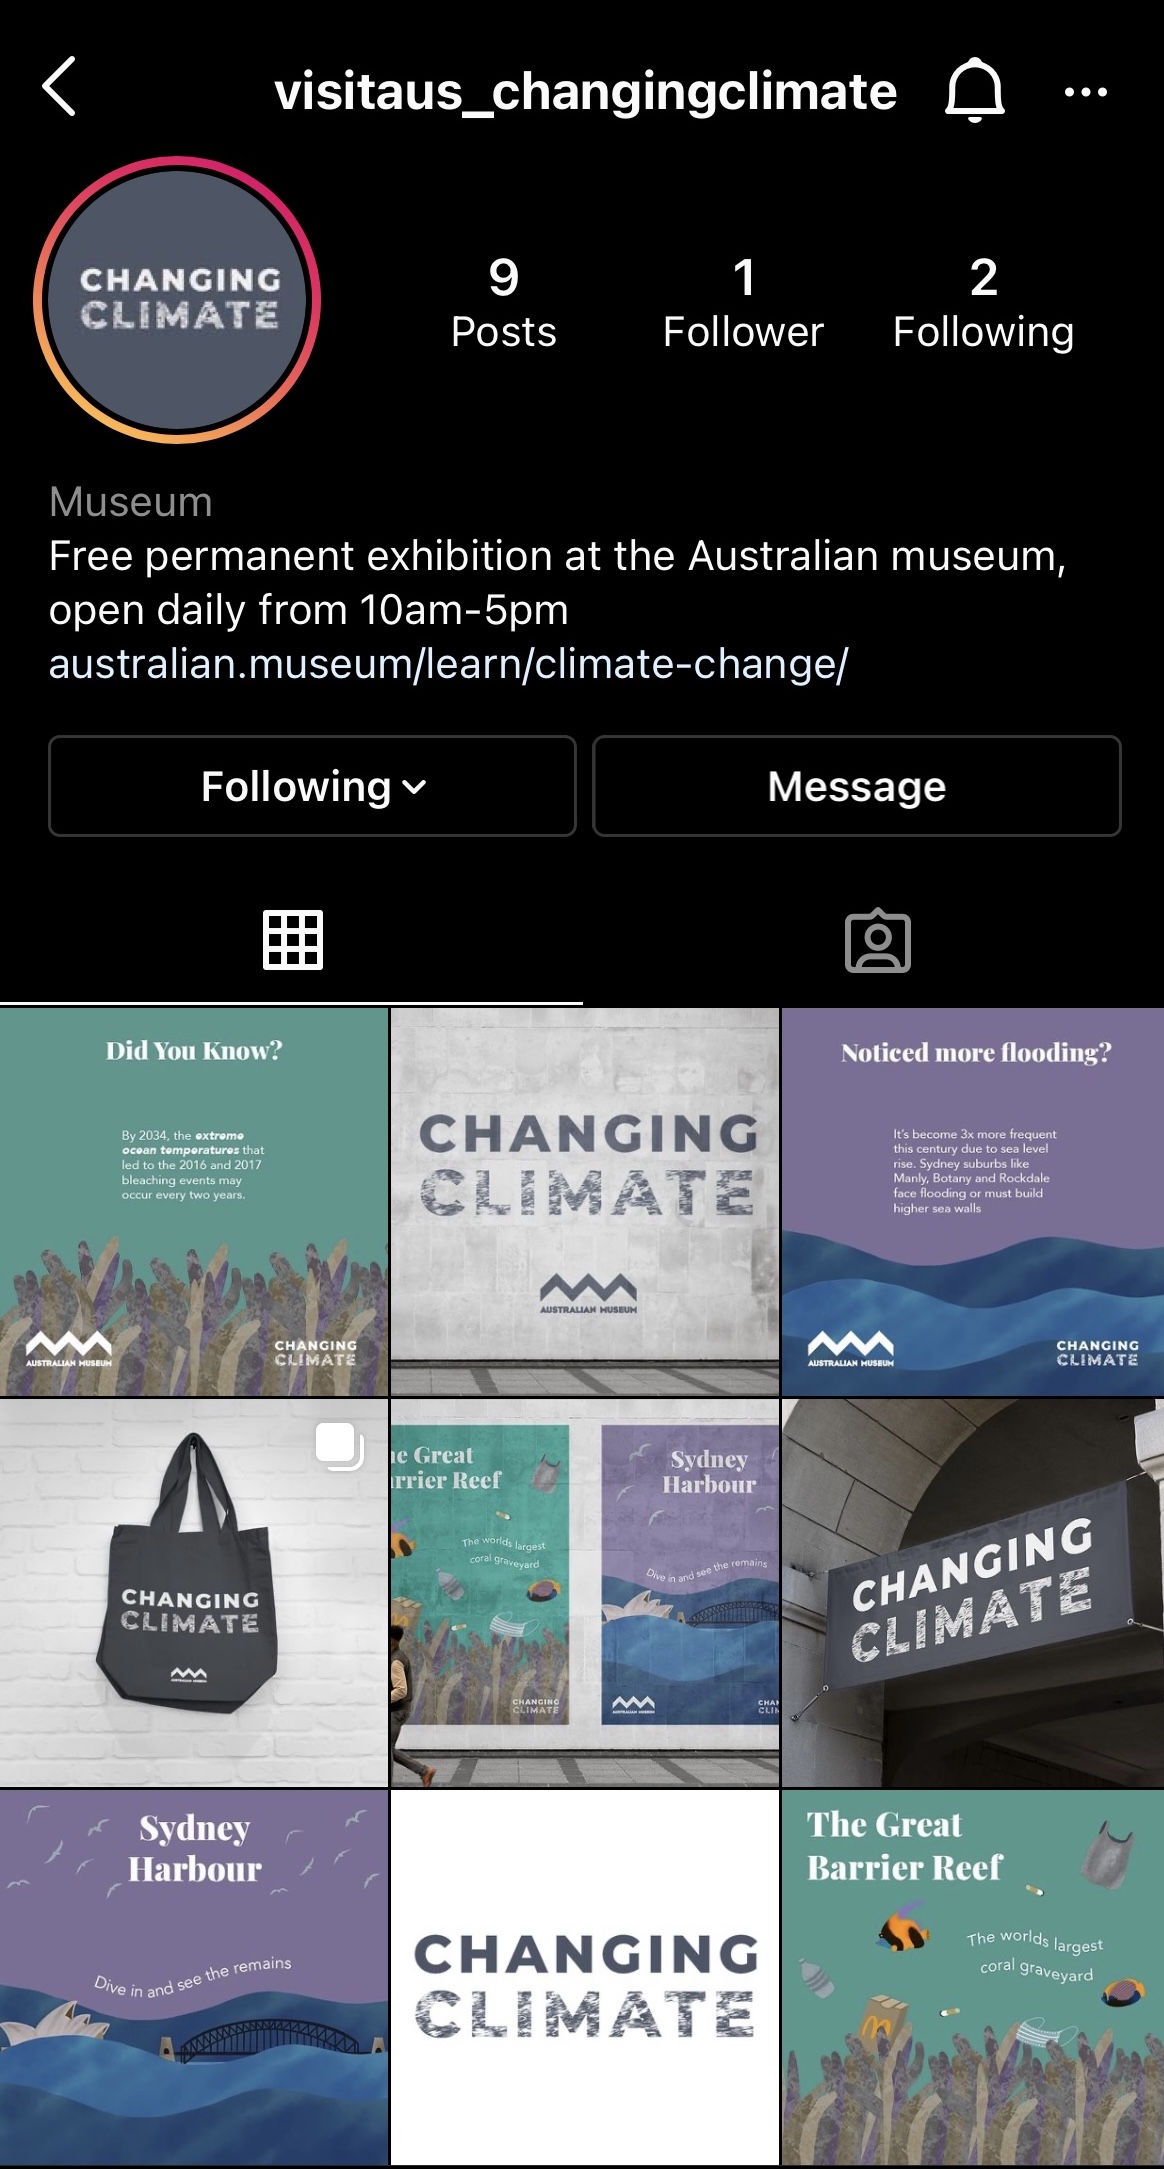 visitaus_changingclimate
CHANGING
CLIMATE
9
Posts
1
Follower
2
Following
Museum
Free permanent exhibition at the Australian museum,
open daily from 10am-5pm
australian.museum/learn/climate-change/
Following
Message
Did You Know?
By 2034, the extreme
ocean temperatures that
led to the 2016 and 2017
bleaching events may
occur every two years.
AUSTRALIAN MUSEUM
CHANGING
CLIMATE
CHANGING
CLIMATE
AUSTRALIAN MUSEUM
Noticed more flooding?
It's become 3x more frequent
this century due to sea level
rise. Sydney suburbs like
Manly, Botany and Rockdale
face flooding or must build
higher sea walls
AUSTRALIAN MUSEUM
CHANGING
CLIMATE
CHANGING
CLIMATE
AUSTRALIAN MUSEUM
he Great
rrier Reef
The worlds largest
coral graveyard
CHANGING
CLIMATE
Sydney
Harbour
Dive in and see the remains
AUSTRALIAN MUSEUM
CHAN
CLIM
CHANGING
CLIMATE
Sydney
Harbour
Dive in and see the remains
CHANGING
CLIMATE
The Great
Barrier Reef
The worlds largest
coral graveyard